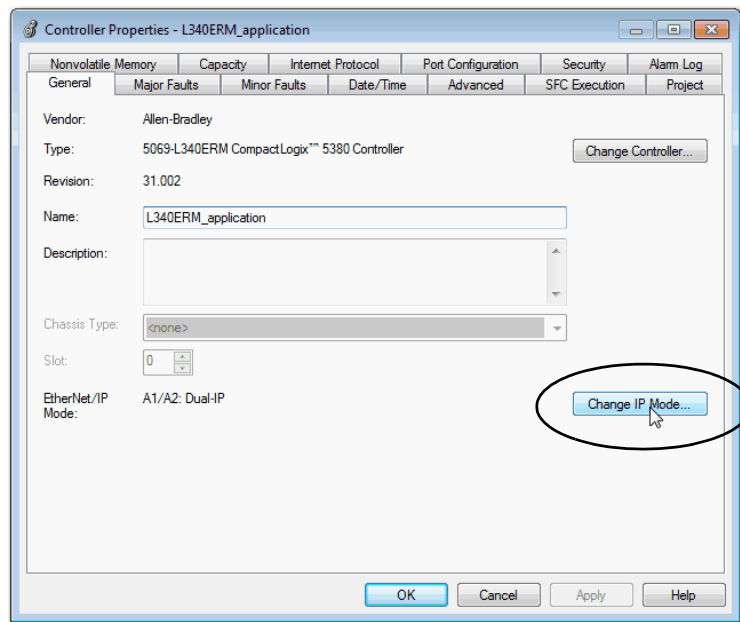 Controller Properties - L340ERM_application
Nonvolatile Memory Capacity Internet Protocol Port Configuration Security Alarm Log
General Major Faults Minor Faults Date/Time Advanced SFC Execution Project
Vendor: Allen-Bradley
Type: 5069-L340ERM CompactLogix™ 5380 Controller Change Controller...
Revision: 31.002
Name: L340ERM_application
Description:
Chassis Type: <none>
Slot: 0
EtherNet/IP A1/A2: Dual-IP Change IP Mode...
Mode:
OK Cancel Apply Help